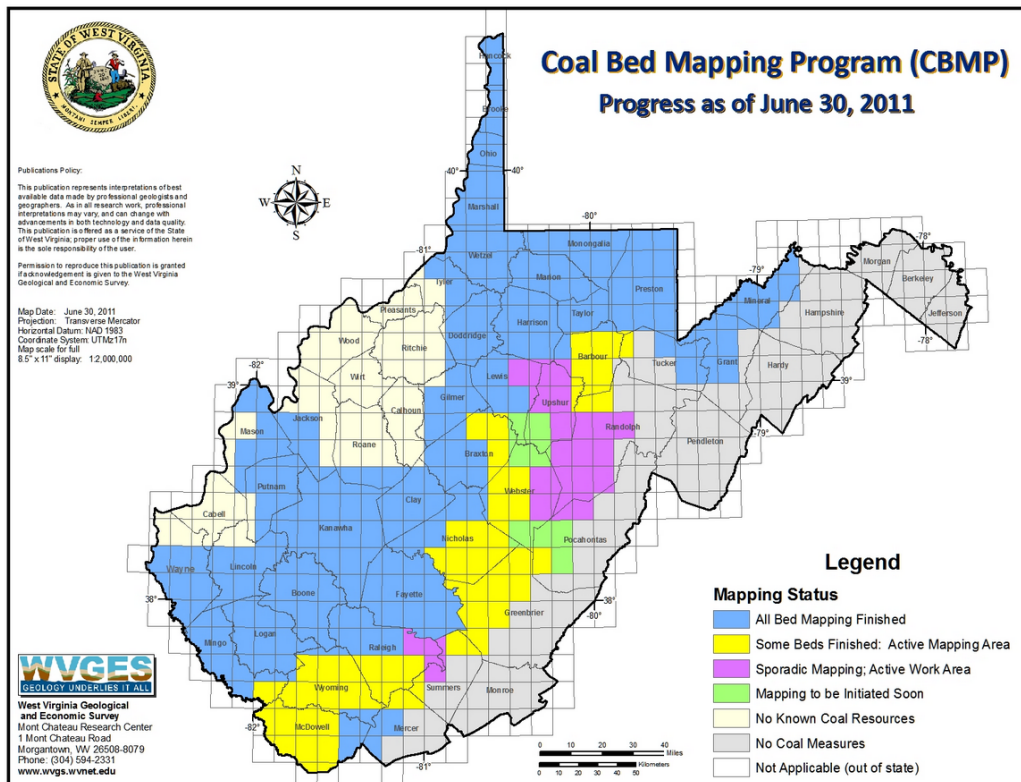 STATE OF WEST VIRGINIA
MONTANI SEMPER LIBERI
Coal Bed Mapping Program (CBMP)
Progress as of June 30, 2011
Publications Policy:
This publication represents interpretations of best
available data made by professional geologists and
geographers. As in all research work, professional
interpretations may vary, and can change with
advancements in both technology and data quality.
This publication is offered as a service of the State
of West Virginia; proper use of the information herein
is the sole responsibility of the user.
Permission to reproduce this publication is granted
if acknowledgement is given to the West Virginia
Geological and Economic Survey.
Map Date: June 30, 2011
Projection: Transverse Mercator
Horizontal Datum: NAD 1983
Coordinate System: UTMz17n
Map scale for full
8.5" x 11" display: 1:2,000,000
N
W E
S
Hancock
Brooke
Ohio
40° 40°
Marshall
-80°
-78°
Monongalia
-81°
Wetzel
Marion
Morgan
Berkeley
Tyler
Preston
-79°
Mineral
Jefferson
Pleasants
Hampshire
Taylor
Harrison
Doddridge
-78°
Wood
Ritchie
Barbour
Tucker
Grant
Hardy
Wirt
-82°
Lewis
39°
39°
Gilmer
Upshur
Calhoun
Jackson
Randolph
Mason
-79°
Roane
Pendleton
Braxton
Putnam
Webster
Clay
Cabell
Kanawha
Nicholas
Pocahontas
Wayne
Lincoln
Boone
Fayette
38°
38°
-80°
Greenbrier
Mingo
Logan
Raleigh
Wyoming
Summers
Monroe
McDowell
Mercer
-82°
-81°
Legend
Mapping Status
All Bed Mapping Finished
Some Beds Finished: Active Mapping Area
Sporadic Mapping; Active Work Area
Mapping to be Initiated Soon
No Known Coal Resources
No Coal Measures
Not Applicable (out of state)
0 10 20 30 40
Miles
0 10 20 30 40 50
Kilometers
WVGES
GEOLOGY UNDERLIES IT ALL
West Virginia Geological
and Economic Survey
Mont Chateau Research Center
1 Mont Chateau Road
Morgantown, WV 26508-8079
Phone: (304) 594-2331
www.wvgs.wvnet.edu